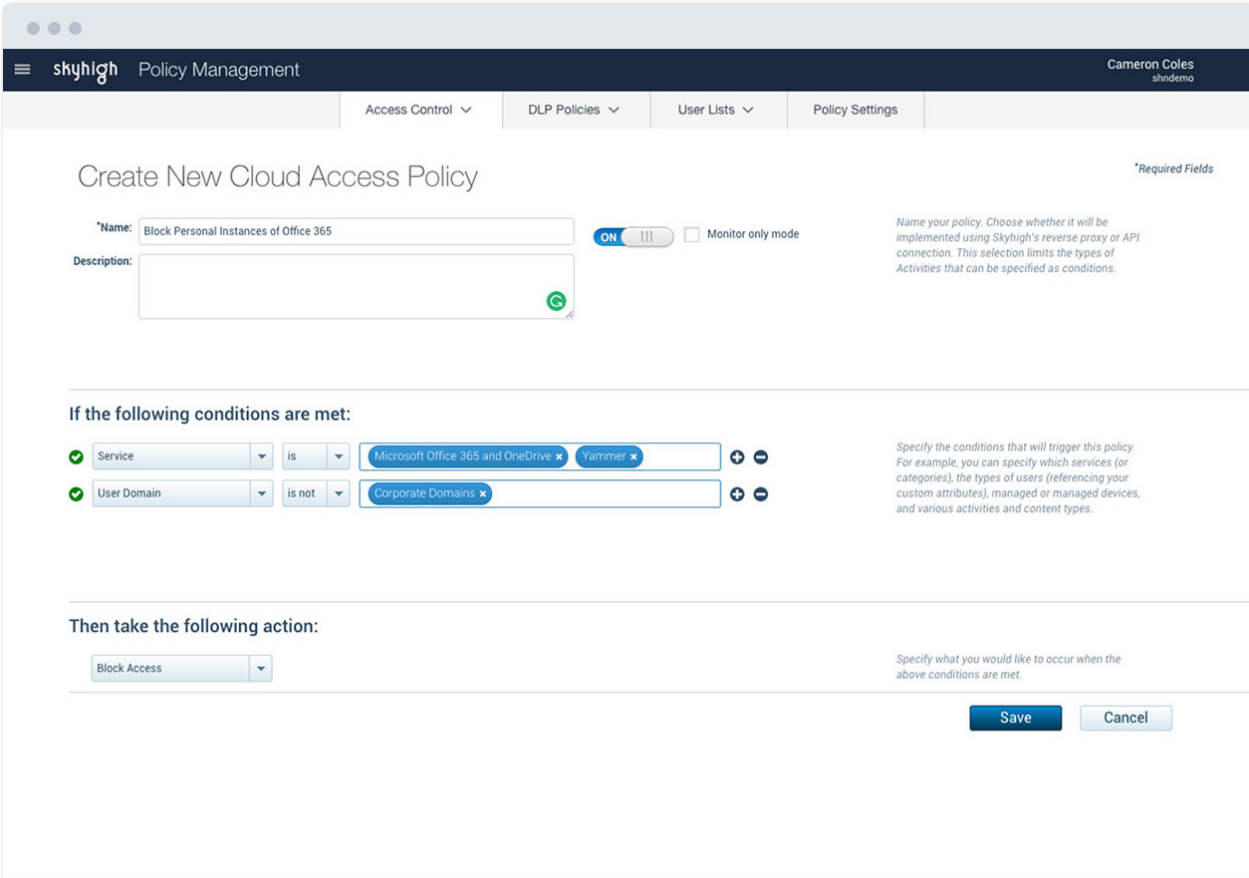 skyhigh Policy Management
Cameron Coles
shndemo
Access Control DLP Policies User Lists Policy Settings
Create New Cloud Access Policy
*Required Fields
*Name: Block Personal Instances of Office 365
ON Monitor only mode
Name your policy. Choose whether it will be
implemented using Skyhigh's reverse proxy or API
connection. This selection limits the types of
Activities that can be specified as conditions.
Description:
If the following conditions are met:
Service is Microsoft Office 365 and OneDrive × Yammer ×
User Domain is not Corporate Domains ×
Specify the conditions that will trigger this policy.
For example, you can specify which services (or
categories), the types of users (referencing your
custom attributes), managed or managed devices,
and various activities and content types.
Then take the following action:
Block Access
Specify what you would like to occur when the
above conditions are met.
Save Cancel